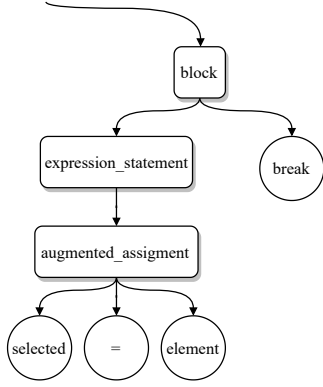 block
expression_statement
break
augmented_assigment
selected
=
element